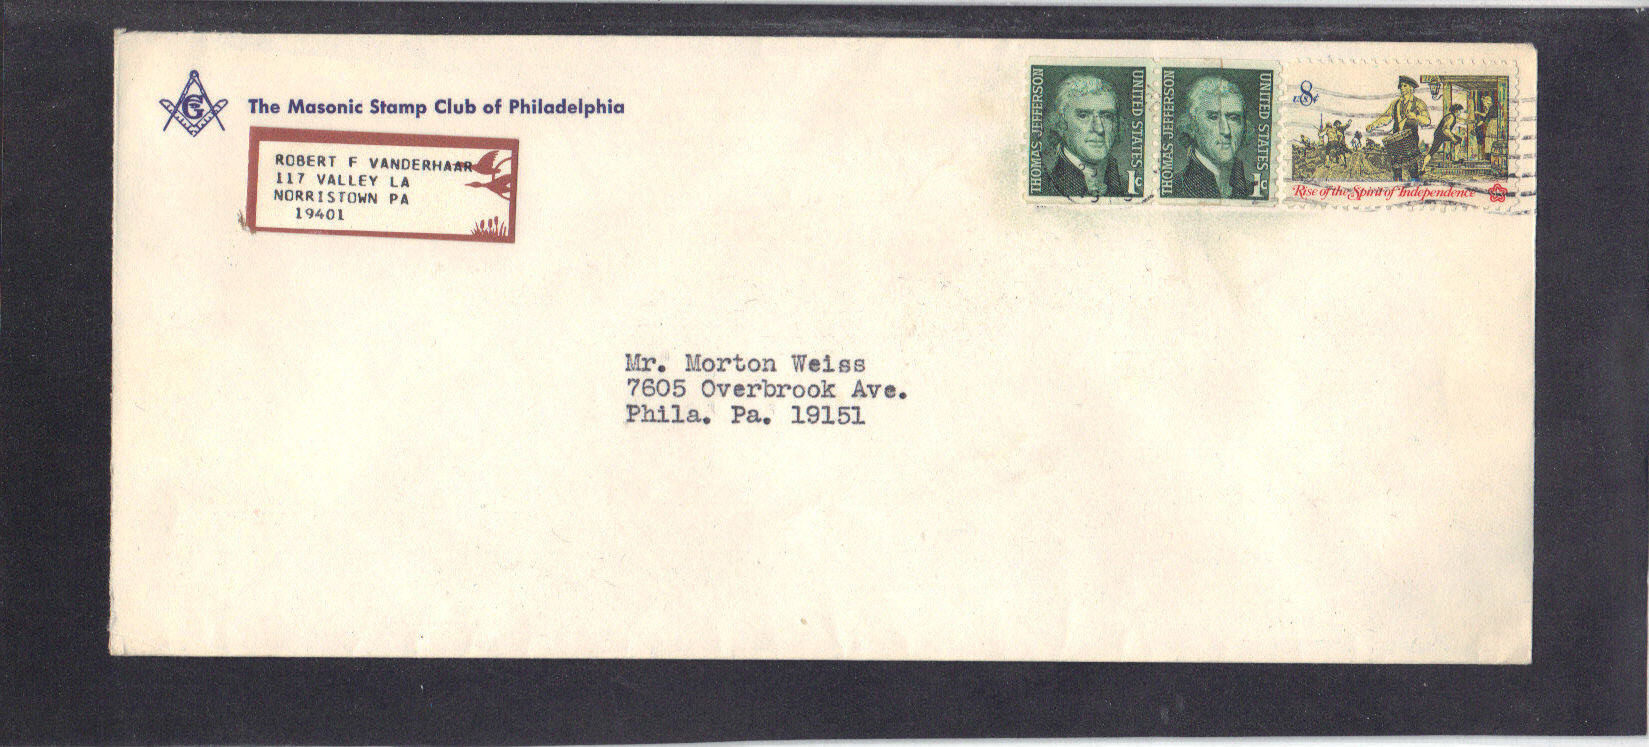 G
The Masonic Stamp Club of Philadelphia
ROBERT F VANDERHAAR
117 VALLEY LA
NORRISTOWN PA
19401
THOMAS JEFFERSON
UNITED STATES
1c
THOMAS JEFFERSON
UNITED STATES
1c
8c
US
Rise of the Spirit of Independence
Mr. Morton Weiss
7605 Overbrook Ave.
Phila. Pa. 19151